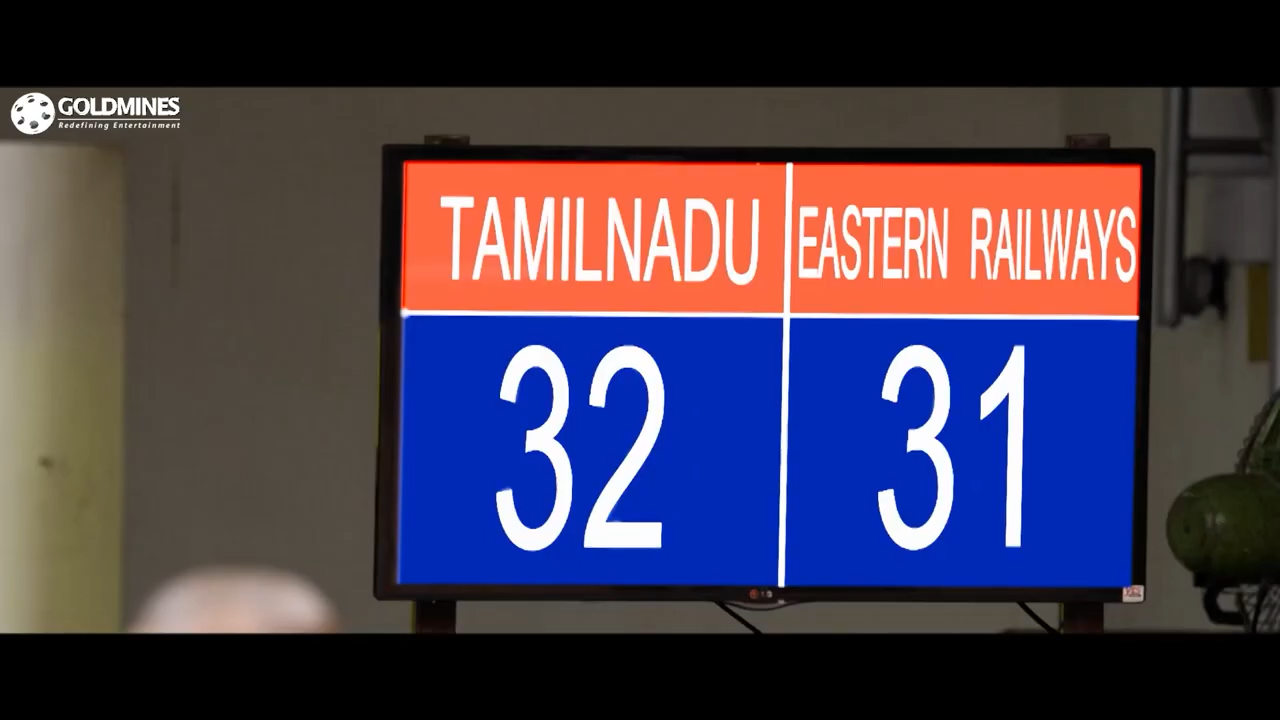 GOLDMINES
Redefining Entertainment
TAMILNADU
EASTERN RAILWAYS
32
31
LG